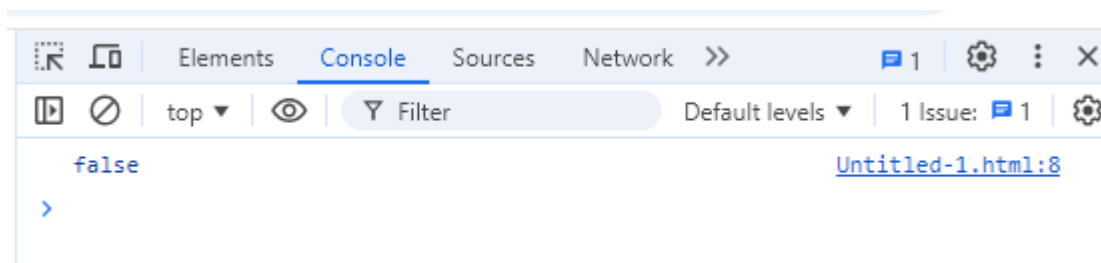 Elements Console Sources Network 1
top Filter Default levels 1 Issue: 1
false Untitled-1.html:8